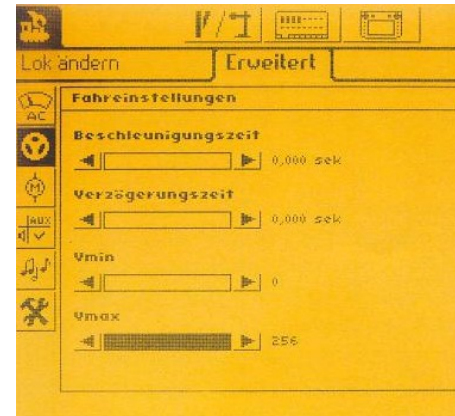 Lok ändern
Erweitert
AC
Fahreinstellungen
Beschleunigungszeit
0,000 sek
M
Verzögerungszeit
0,000 sek
AUX
Vmin
0
Vmax
256